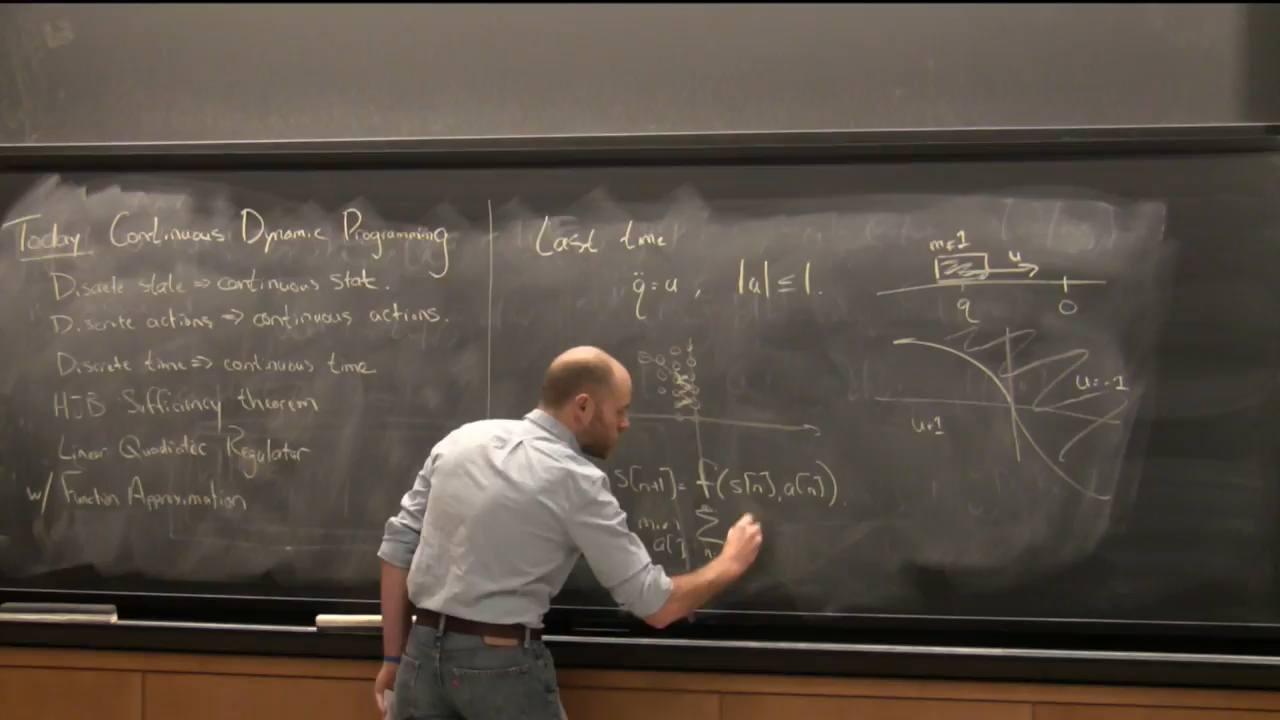 Today Continuous Dynamic Programming
Discrete state => continuous state.
Discrete actions => continuous actions.
Discrete time => continuous time
HJB Sufficiency theorem
Linear Quadratic Regulator
w/ Function Approximation
Last time
q̈ = u , |u| ≤ 1.
s[n+1] = f(s[n], a[n]).
min Σ
a[] n
m=1
u
q 0
u=-1
u=1